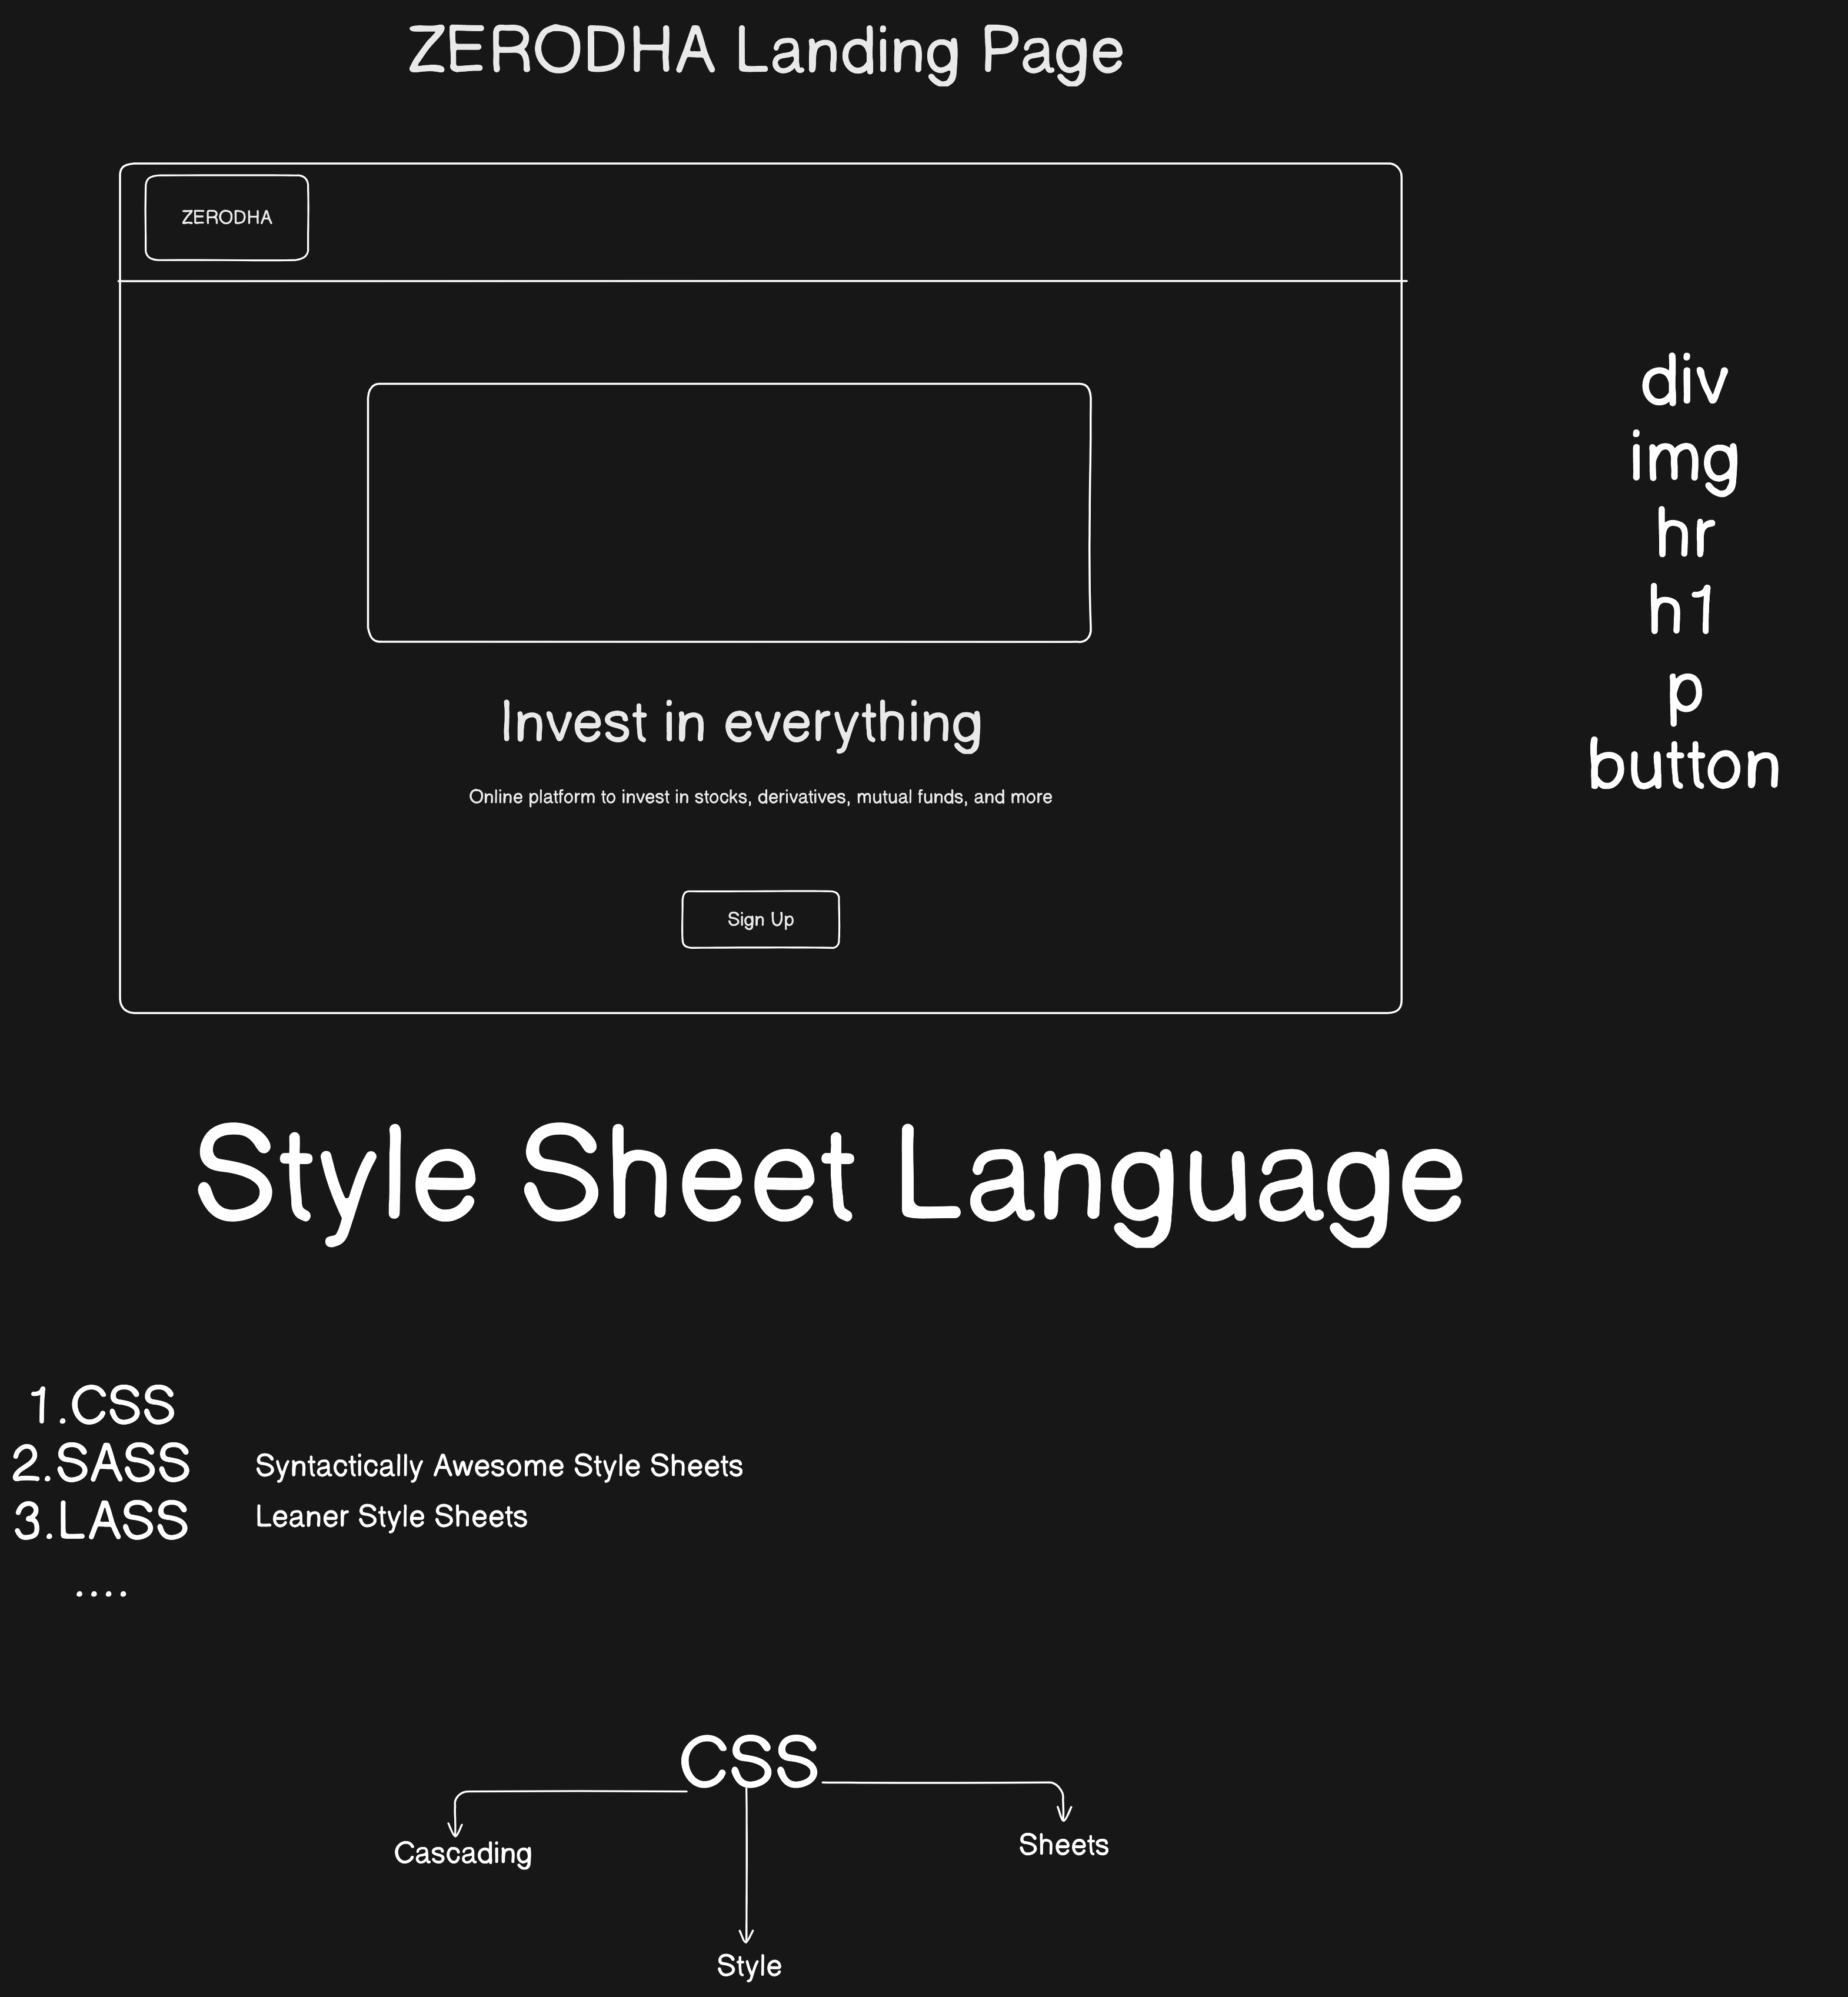 ZERODHA Landing Page
ZERODHA
Invest in everything
Online platform to invest in stocks, derivatives, mutual funds, and more
Sign Up
div
img
hr
h1
p
button
Style Sheet Language
1.CSS
2.SASS
Syntactically Awesome Style Sheets
3.LASS
Leaner Style Sheets
....
CSS
Cascading
Sheets
Style